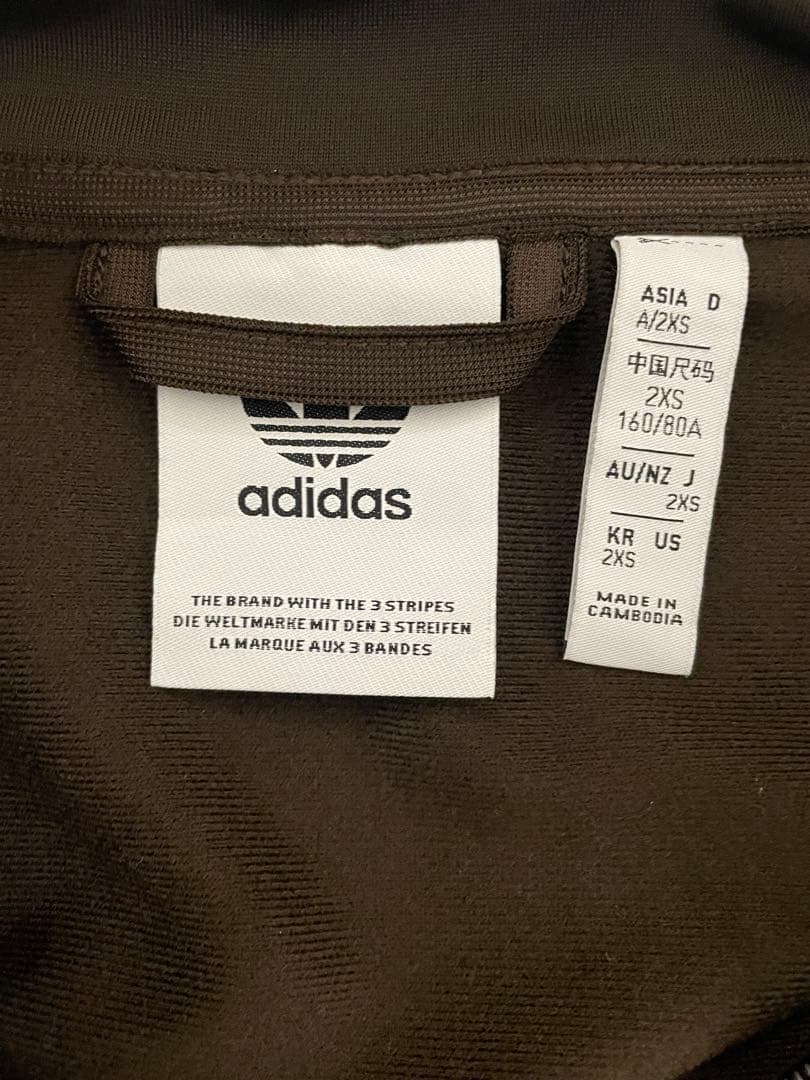 adidas
THE BRAND WITH THE 3 STRIPES
DIE WELTMARKE MIT DEN 3 STREIFEN
LA MARQUE AUX 3 BANDES
ASIA D
A/2XS
中国尺码
2XS
160/80A
AU/NZ J
2XS
KR US
2XS
MADE IN
CAMBODIA